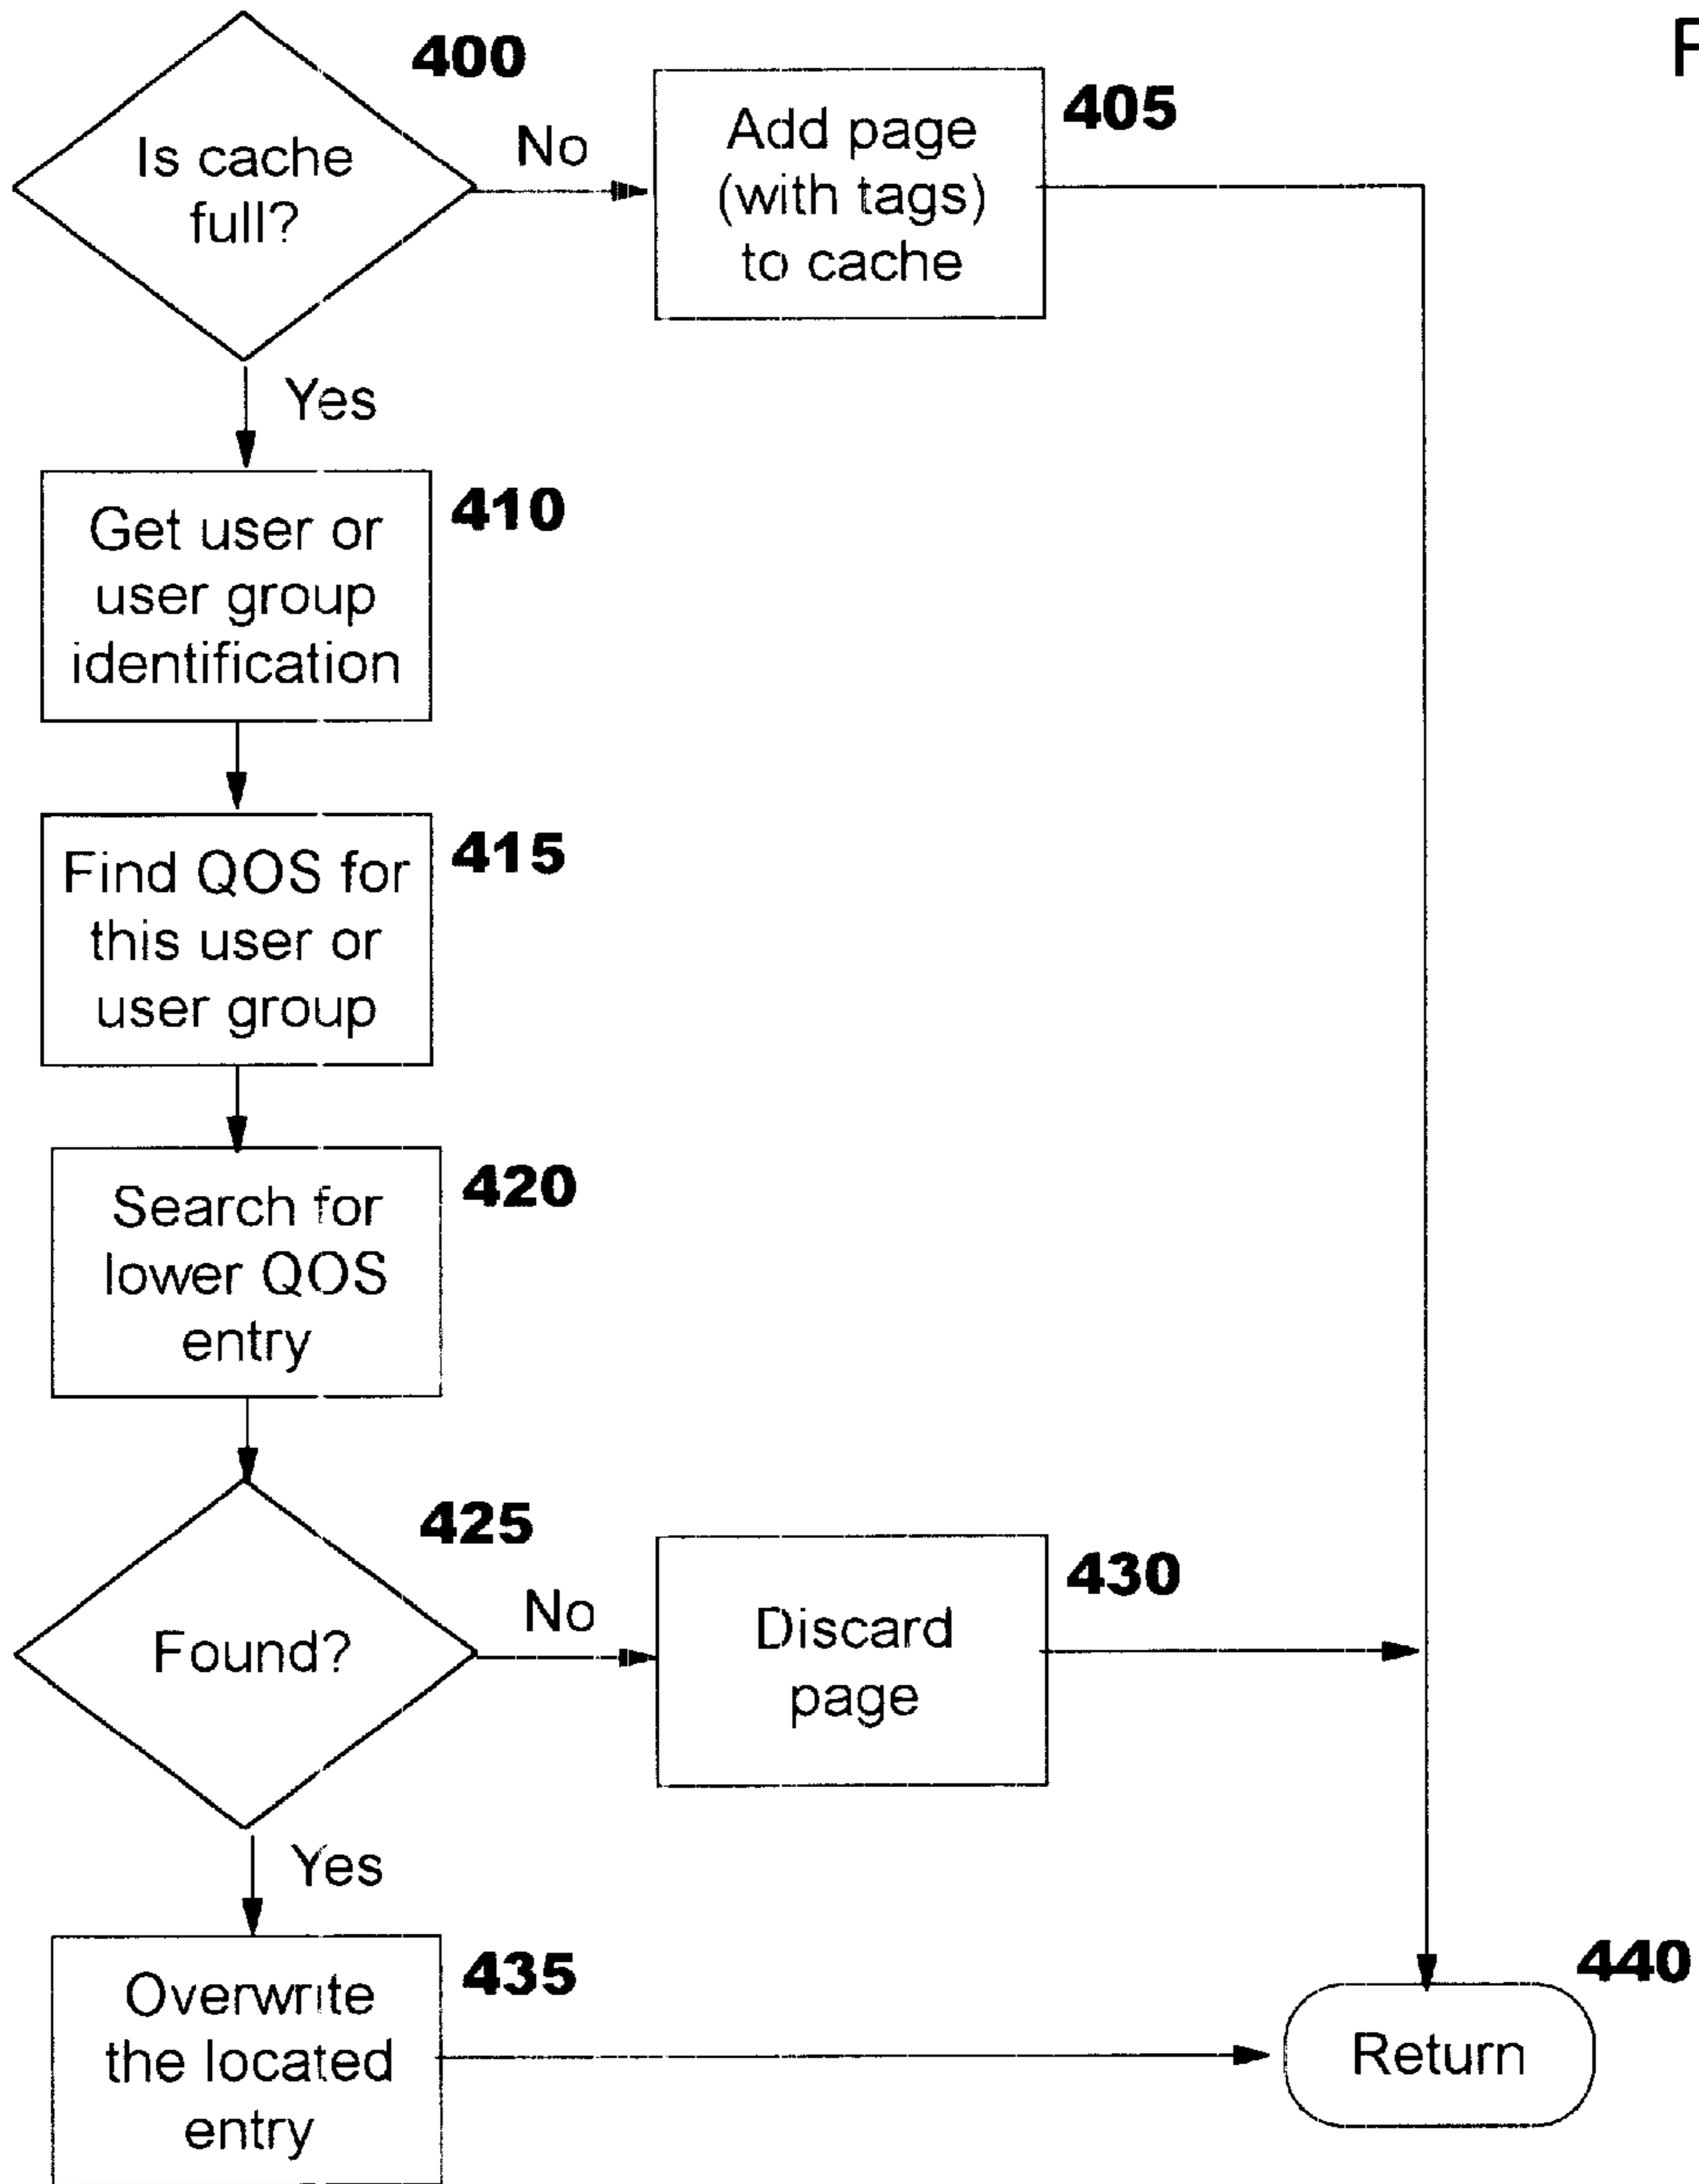 400
Is cache
full?
No
Add page
(with tags)
to cache
405
Yes
Get user or
user group
identification
410
Find QOS for
this user or
user group
415
Search for
lower QOS
entry
420
425
Found?
No
Discard
page
430
Yes
Overwrite
the located
entry
435
440
Return